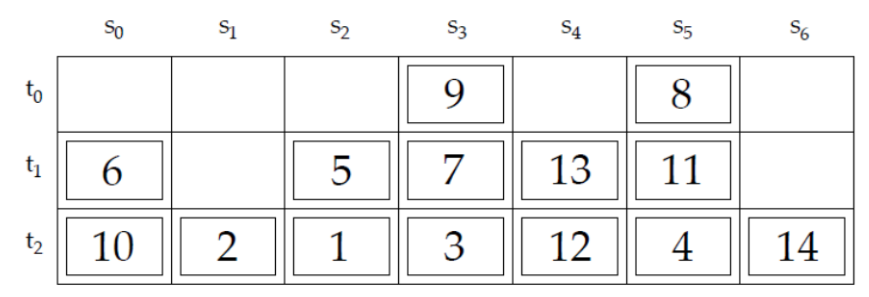 s₀ s₁ s₂ s₃ s₄ s₅ s₆
t₀ 9 8
t₁ 6 5 7 13 11
t₂ 10 2 1 3 12 4 14